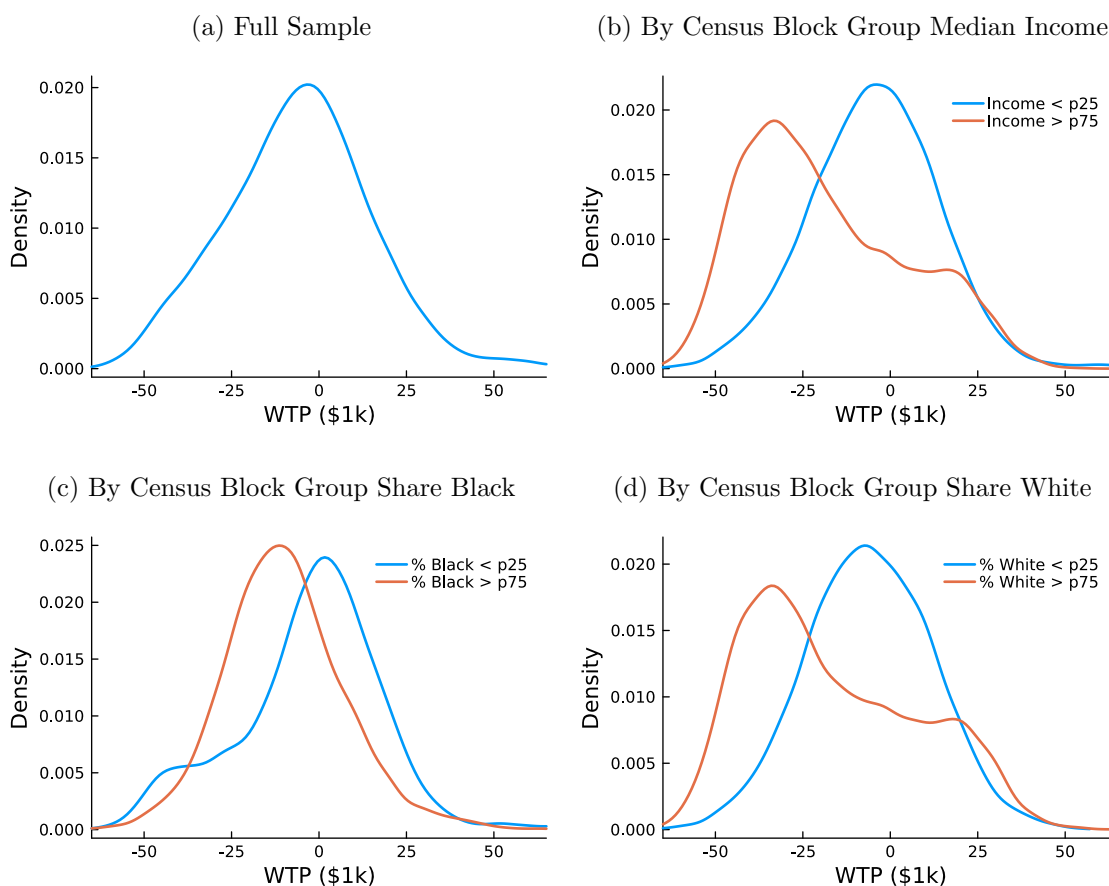 (a) Full Sample
0.020
0.015
0.010
0.005
0.000
Density
-50 -25 0 25 50
WTP ($1k)
(b) By Census Block Group Median Income
Income < p25
Income > p75
0.020
0.015
0.010
0.005
0.000
Density
-50 -25 0 25 50
WTP ($1k)
(c) By Census Block Group Share Black
% Black < p25
% Black > p75
0.025
0.020
0.015
0.010
0.005
0.000
Density
-50 -25 0 25 50
WTP ($1k)
(d) By Census Block Group Share White
% White < p25
% White > p75
0.020
0.015
0.010
0.005
0.000
Density
-50 -25 0 25 50
WTP ($1k)